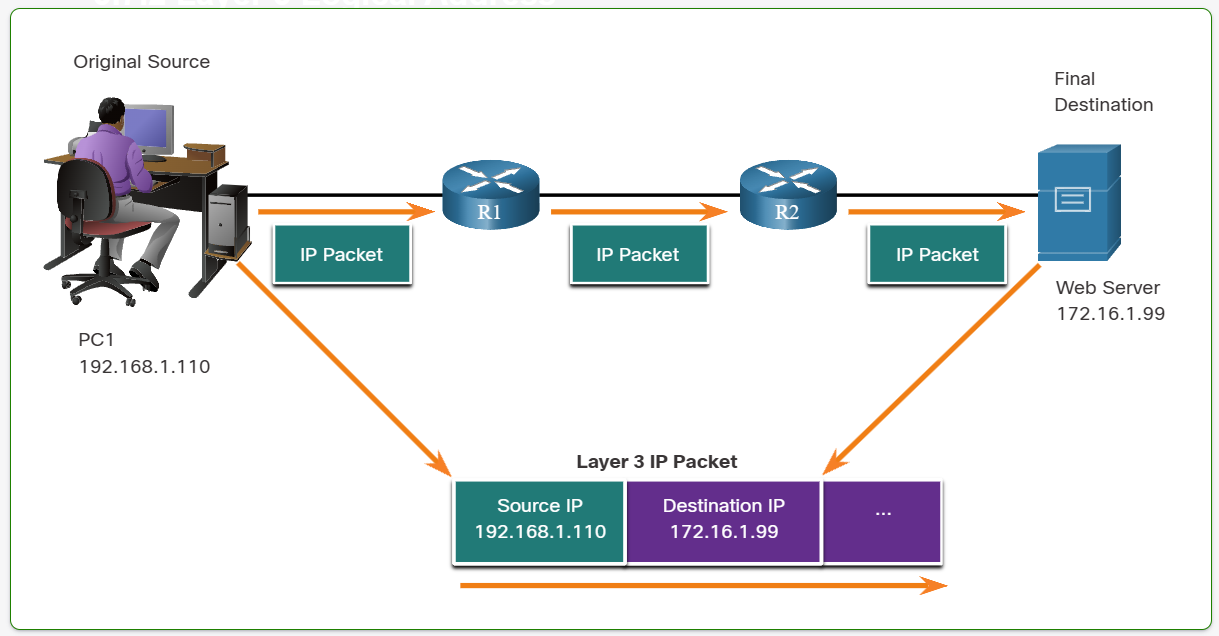 Original Source
Final
Destination
R1
R2
IP Packet
IP Packet
IP Packet
Web Server
172.16.1.99
PC1
192.168.1.110
Layer 3 IP Packet
Source IP
192.168.1.110
Destination IP
172.16.1.99
...